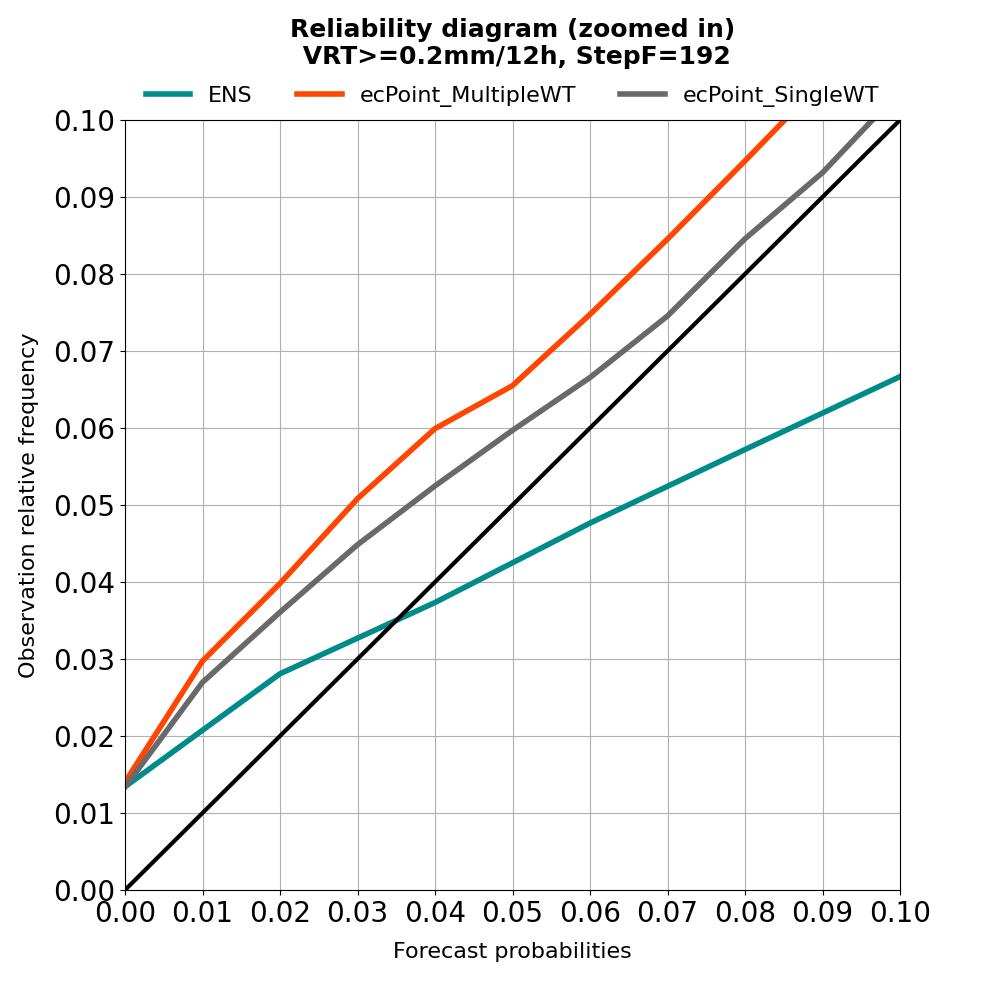 Reliability diagram (zoomed in)
VRT>=0.2mm/12h, StepF=192
ENS ecPoint_MultipleWT ecPoint_SingleWT
0.10
0.09
0.08
0.07
0.06
0.05
0.04
0.03
0.02
0.01
0.00
Observation relative frequency
0.00 0.01 0.02 0.03 0.04 0.05 0.06 0.07 0.08 0.09 0.10
Forecast probabilities